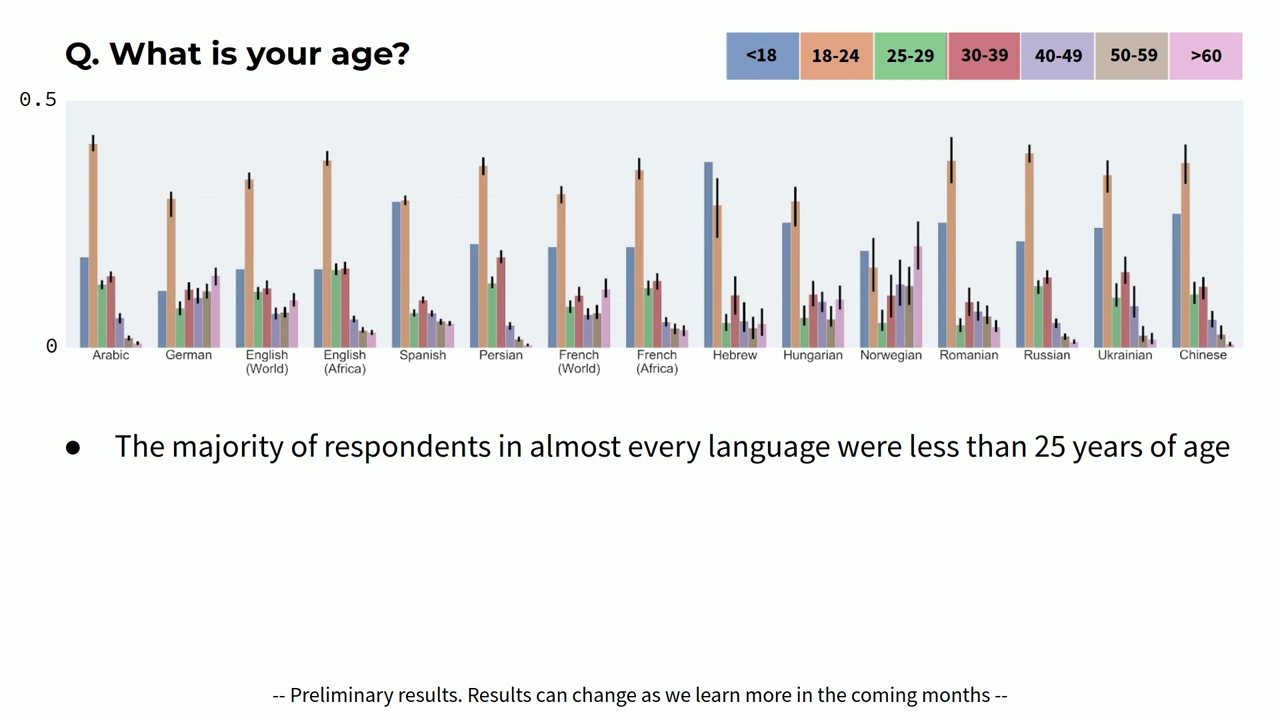 Q. What is your age?
<18 18-24 25-29 30-39 40-49 50-59 >60
0.5
0
Arabic German English (World) English (Africa) Spanish Persian French (World) French (Africa) Hebrew Hungarian Norwegian Romanian Russian Ukrainian Chinese
● The majority of respondents in almost every language were less than 25 years of age
-- Preliminary results. Results can change as we learn more in the coming months --